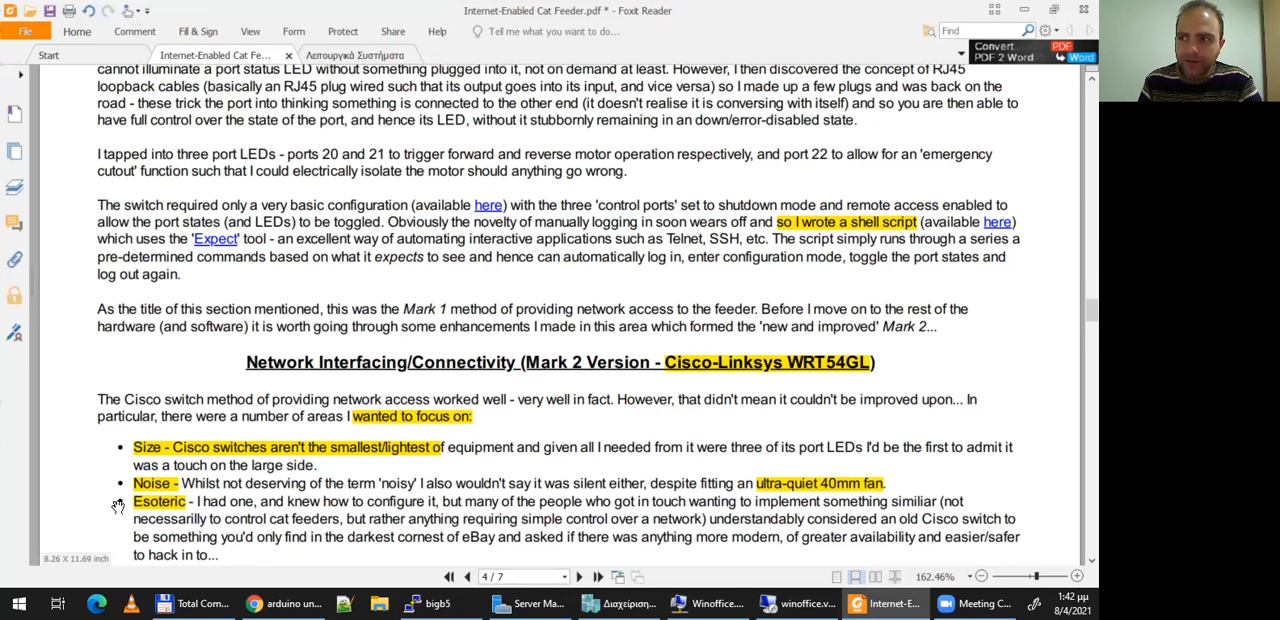 Internet-Enabled Cat Feeder.pdf * - Foxit Reader
File Home Comment Fill & Sign View Form Protect Share Help Tell me what you want to do... Find
Start Internet-Enabled Cat Fe... Λειτουργικά Συστήματα
Convert PDF
PDF 2 Word Word
cannot illuminate a port status LED without something plugged into it, not on demand at least. However, I then discovered the concept of RJ45
loopback cables (basically an RJ45 plug wired such that its output goes into its input, and vice versa) so I made up a few plugs and was back on the
road - these trick the port into thinking something is connected to the other end (it doesn't realise it is conversing with itself) and so you are then able to
have full control over the state of the port, and hence its LED, without it stubbornly remaining in an down/error-disabled state.
I tapped into three port LEDs - ports 20 and 21 to trigger forward and reverse motor operation respectively, and port 22 to allow for an 'emergency
cutout' function such that I could electrically isolate the motor should anything go wrong.
The switch required only a very basic configuration (available here) with the three 'control ports' set to shutdown mode and remote access enabled to
allow the port states (and LEDs) to be toggled. Obviously the novelty of manually logging in soon wears off and so I wrote a shell script (available here)
which uses the 'Expect' tool - an excellent way of automating interactive applications such as Telnet, SSH, etc. The script simply runs through a series a
pre-determined commands based on what it expects to see and hence can automatically log in, enter configuration mode, toggle the port states and
log out again.
As the title of this section mentioned, this was the Mark 1 method of providing network access to the feeder. Before I move on to the rest of the
hardware (and software) it is worth going through some enhancements I made in this area which formed the 'new and improved' Mark 2...
Network Interfacing/Connectivity (Mark 2 Version - Cisco-Linksys WRT54GL)
The Cisco switch method of providing network access worked well - very well in fact. However, that didn't mean it couldn't be improved upon... In
particular, there were a number of areas I wanted to focus on:
• Size - Cisco switches aren't the smallest/lightest of equipment and given all I needed from it were three of its port LEDs I'd be the first to admit it
was a touch on the large side.
• Noise - Whilst not deserving of the term 'noisy' I also wouldn't say it was silent either, despite fitting an ultra-quiet 40mm fan.
• Esoteric - I had one, and knew how to configure it, but many of the people who got in touch wanting to implement something similiar (not
necessarily to control cat feeders, but rather anything requiring simple control over a network) understandably considered an old Cisco switch to
be something you'd only find in the darkest cornest of eBay and asked if there was anything more modern, of greater availability and easier/safer
to hack in to...
8.26 X 11.69 inch
4 / 7 162.46%
Total Com... arduino un... bigb5 Server Ma... Διαχείριση... Winoffice.... winoffice.v... Internet-E... Meeting C... 1:42 μμ
8/4/2021